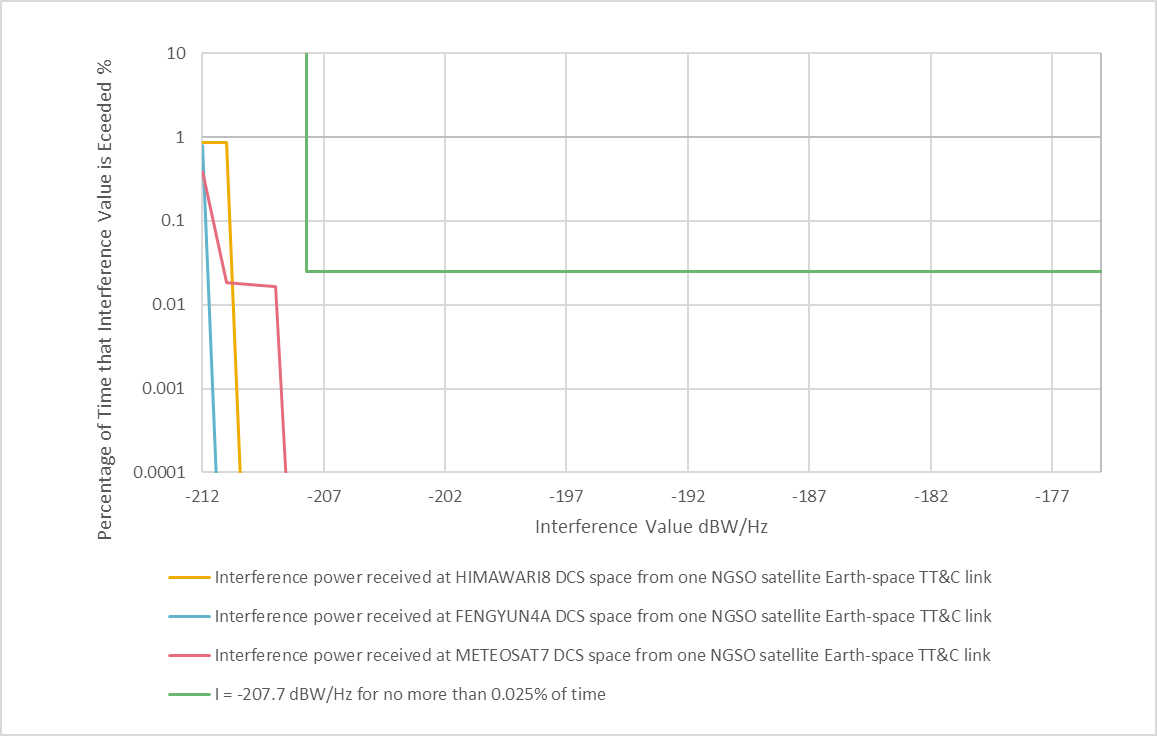 Percentage of Time that Interference Value is Eceeded %
10
1
0.1
0.01
0.001
0.0001
-212 -207 -202 -197 -192 -187 -182 -177
Interference Value dBW/Hz
Interference power received at HIMAWARI8 DCS space from one NGSO satellite Earth-space TT&C link
Interference power received at FENGYUN4A DCS space from one NGSO satellite Earth-space TT&C link
Interference power received at METEOSAT7 DCS space from one NGSO satellite Earth-space TT&C link
I = -207.7 dBW/Hz for no more than 0.025% of time